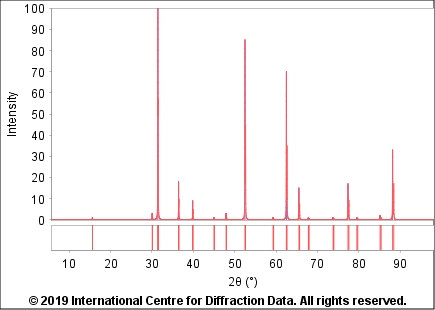 100
90
80
70
60
50
40
30
20
10
0
Intensity
10 20 30 40 50 60 70 80 90
2θ (°)
© 2019 International Centre for Diffraction Data. All rights reserved.